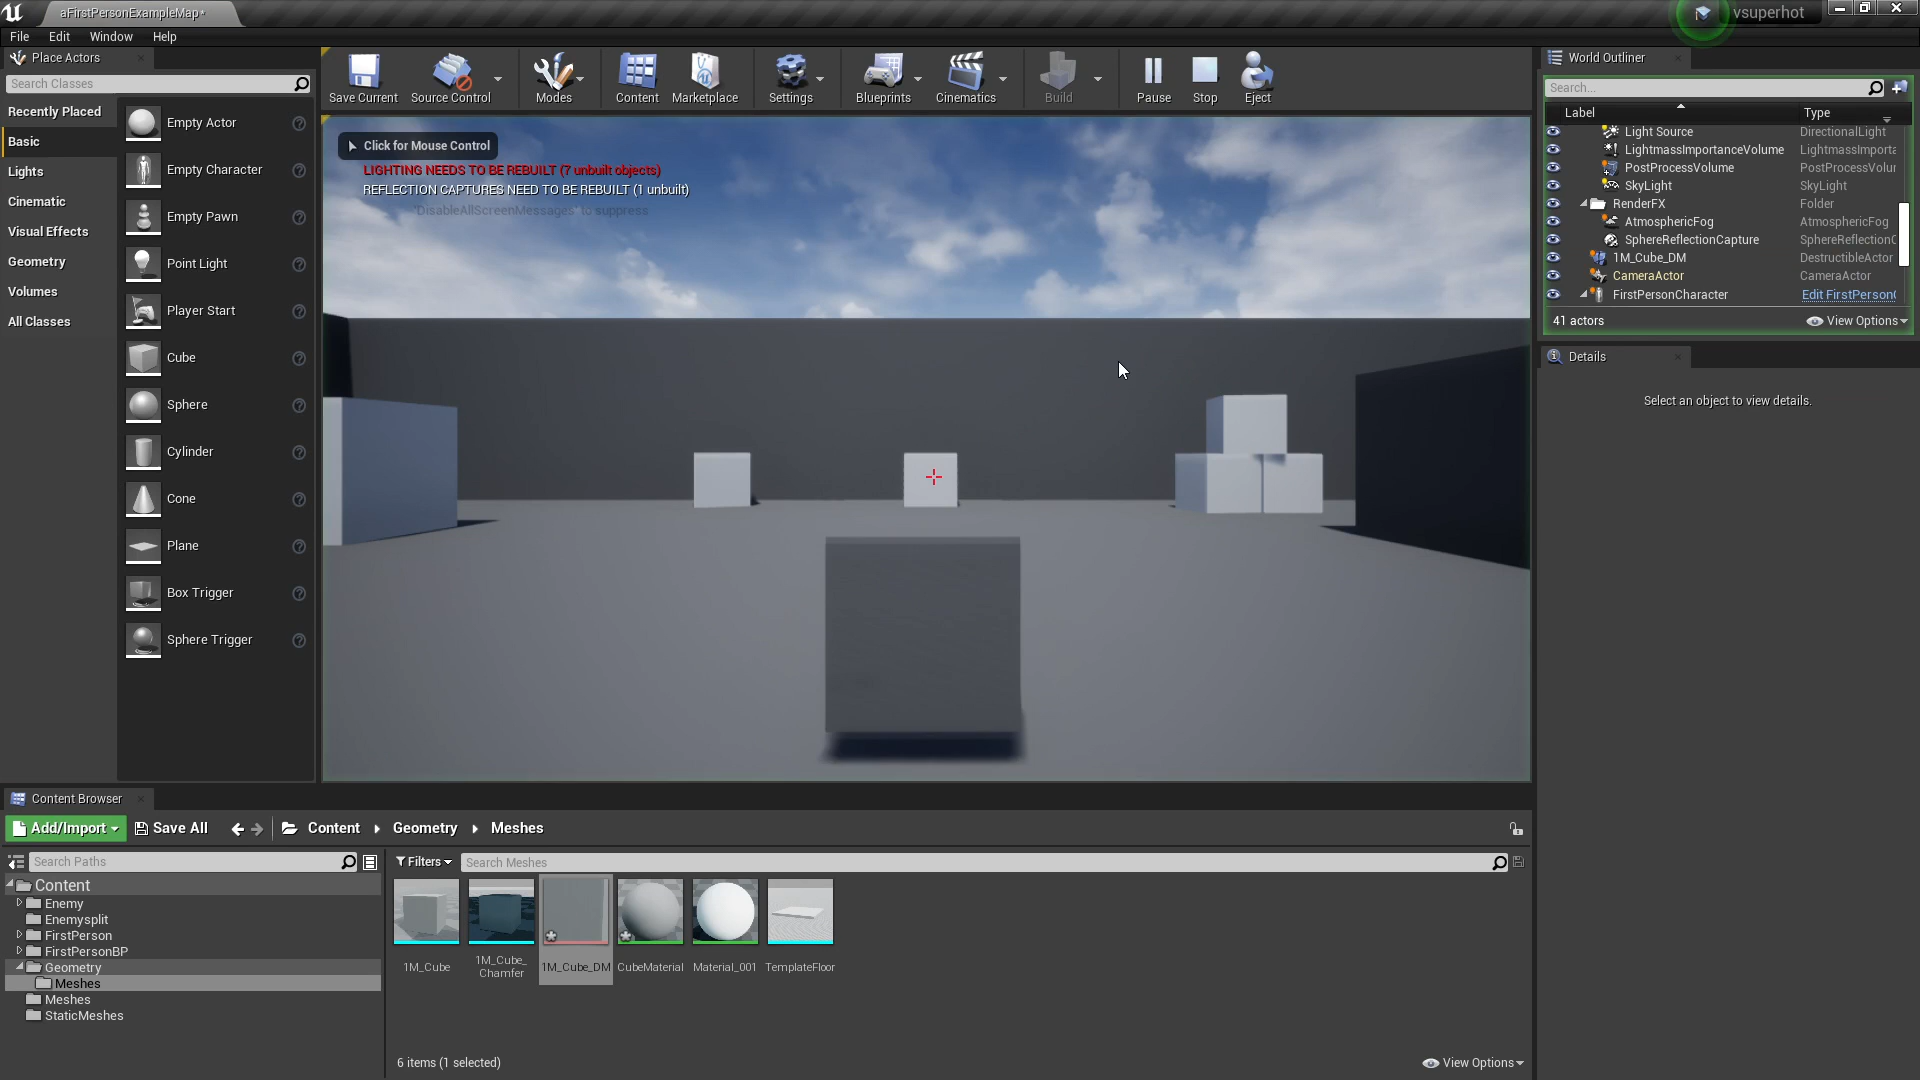 aFirstPersonExampleMap*
vsuperhot
File Edit Window Help
Place Actors
Search Classes
Recently Placed
Basic
Lights
Cinematic
Visual Effects
Geometry
Volumes
All Classes
Empty Actor
Empty Character
Empty Pawn
Point Light
Player Start
Cube
Sphere
Cylinder
Cone
Plane
Box Trigger
Sphere Trigger
Save Current
Source Control
Modes
Content
Marketplace
Settings
Blueprints
Cinematics
Build
Pause
Stop
Eject
Click for Mouse Control
LIGHTING NEEDS TO BE REBUILT (7 unbuilt objects)
REFLECTION CAPTURES NEED TO BE REBUILT (1 unbuilt)
'DisableAllScreenMessages' to suppress
World Outliner
Search...
Label Type
Light Source DirectionalLight
LightmassImportanceVolume LightmassImporta
PostProcessVolume PostProcessVolur
SkyLight SkyLight
RenderFX Folder
AtmosphericFog AtmosphericFog
SphereReflectionCapture SphereReflectionC
1M_Cube_DM DestructibleActor
CameraActor CameraActor
FirstPersonCharacter Edit FirstPerson(
41 actors View Options
Details
Select an object to view details.
Content Browser
Add/Import Save All Content Geometry Meshes
Search Paths
Content
Enemy
Enemysplit
FirstPerson
FirstPersonBP
Geometry
Meshes
Meshes
StaticMeshes
Filters Search Meshes
1M_Cube
1M_Cube_
Chamfer
1M_Cube_DM
CubeMaterial
Material_001
TemplateFloor
6 items (1 selected) View Options